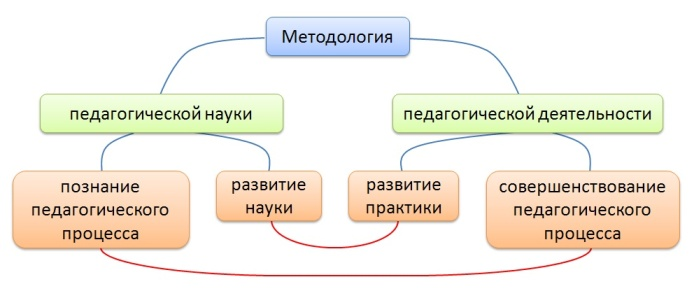 Методология
педагогической науки
педагогической деятельности
познание
педагогического
процесса
развитие
науки
развитие
практики
совершенствование
педагогического
процесса